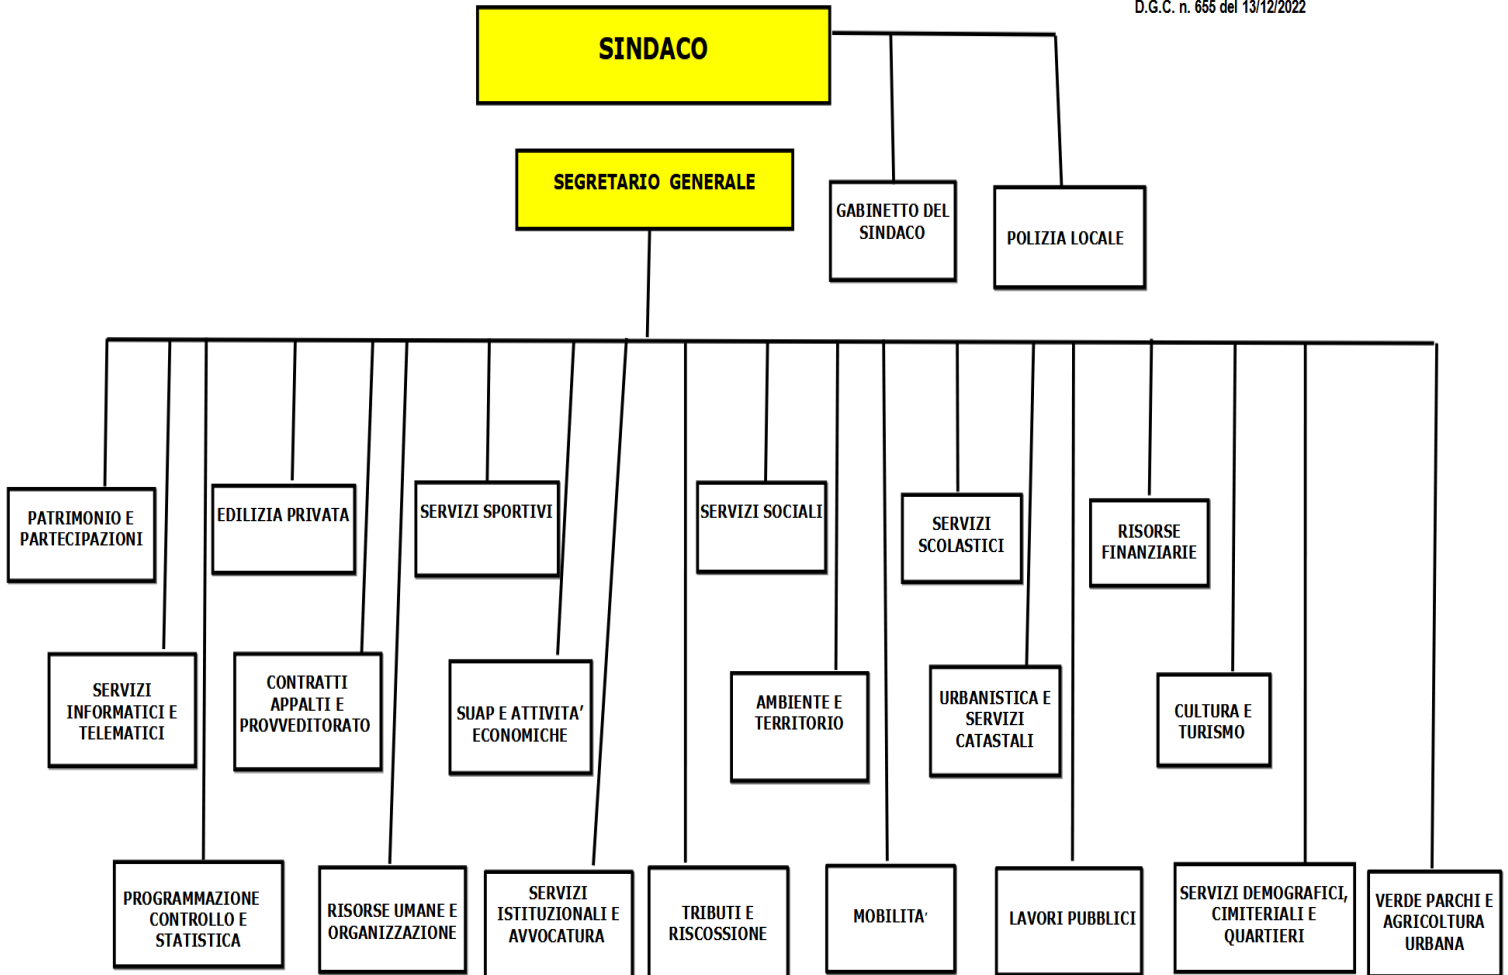 D.G.C. n. 655 del 13/12/2022
SINDACO
SEGRETARIO GENERALE
GABINETTO DEL
SINDACO
POLIZIA LOCALE
PATRIMONIO E
PARTECIPAZIONI
EDILIZIA PRIVATA
SERVIZI SPORTIVI
SERVIZI SOCIALI
SERVIZI
SCOLASTICI
RISORSE
FINANZIARIE
SERVIZI
INFORMATICI E
TELEMATICI
CONTRATTI
APPALTI E
PROVVEDITORATO
SUAP E ATTIVITA’
ECONOMICHE
AMBIENTE E
TERRITORIO
URBANISTICA E
SERVIZI
CATASTALI
CULTURA E
TURISMO
PROGRAMMAZIONE
CONTROLLO E
STATISTICA
RISORSE UMANE E
ORGANIZZAZIONE
SERVIZI
ISTITUZIONALI E
AVVOCATURA
TRIBUTI E
RISCOSSIONE
MOBILITA’
LAVORI PUBBLICI
SERVIZI DEMOGRAFICI,
CIMITERIALI E
QUARTIERI
VERDE PARCHI E
AGRICOLTURA
URBANA